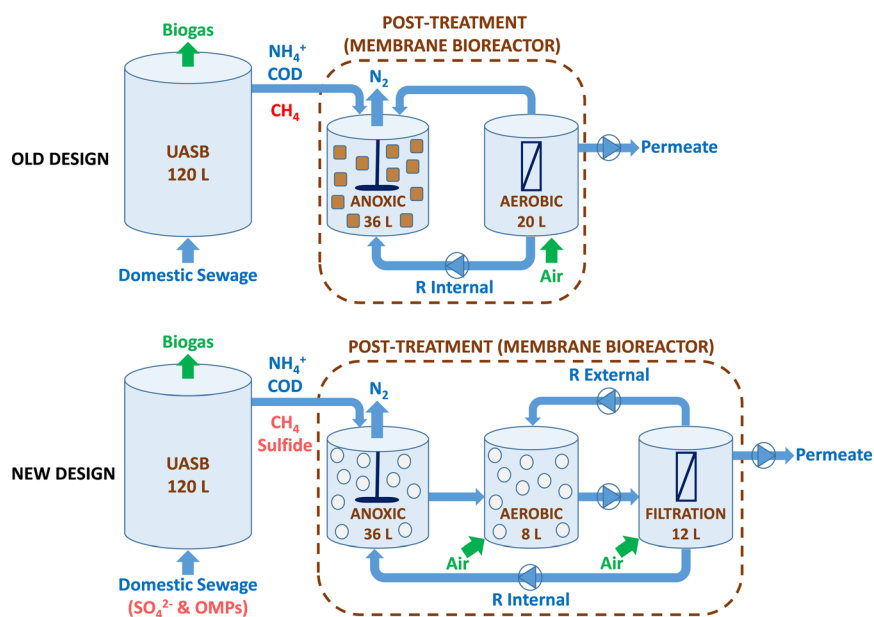 POST-TREATMENT
(MEMBRANE BIOREACTOR)
Biogas
NH₄⁺
COD
CH₄
N₂
OLD DESIGN
UASB
120 L
ANOXIC
36 L
AEROBIC
20 L
Permeate
Domestic Sewage
R Internal
Air
POST-TREATMENT (MEMBRANE BIOREACTOR)
Biogas
NH₄⁺
COD
CH₄
Sulfide
N₂
R External
NEW DESIGN
UASB
120 L
ANOXIC
36 L
AEROBIC
8 L
FILTRATION
12 L
Permeate
Air
Air
Domestic Sewage
(SO₄²⁻ & OMPs)
R Internal